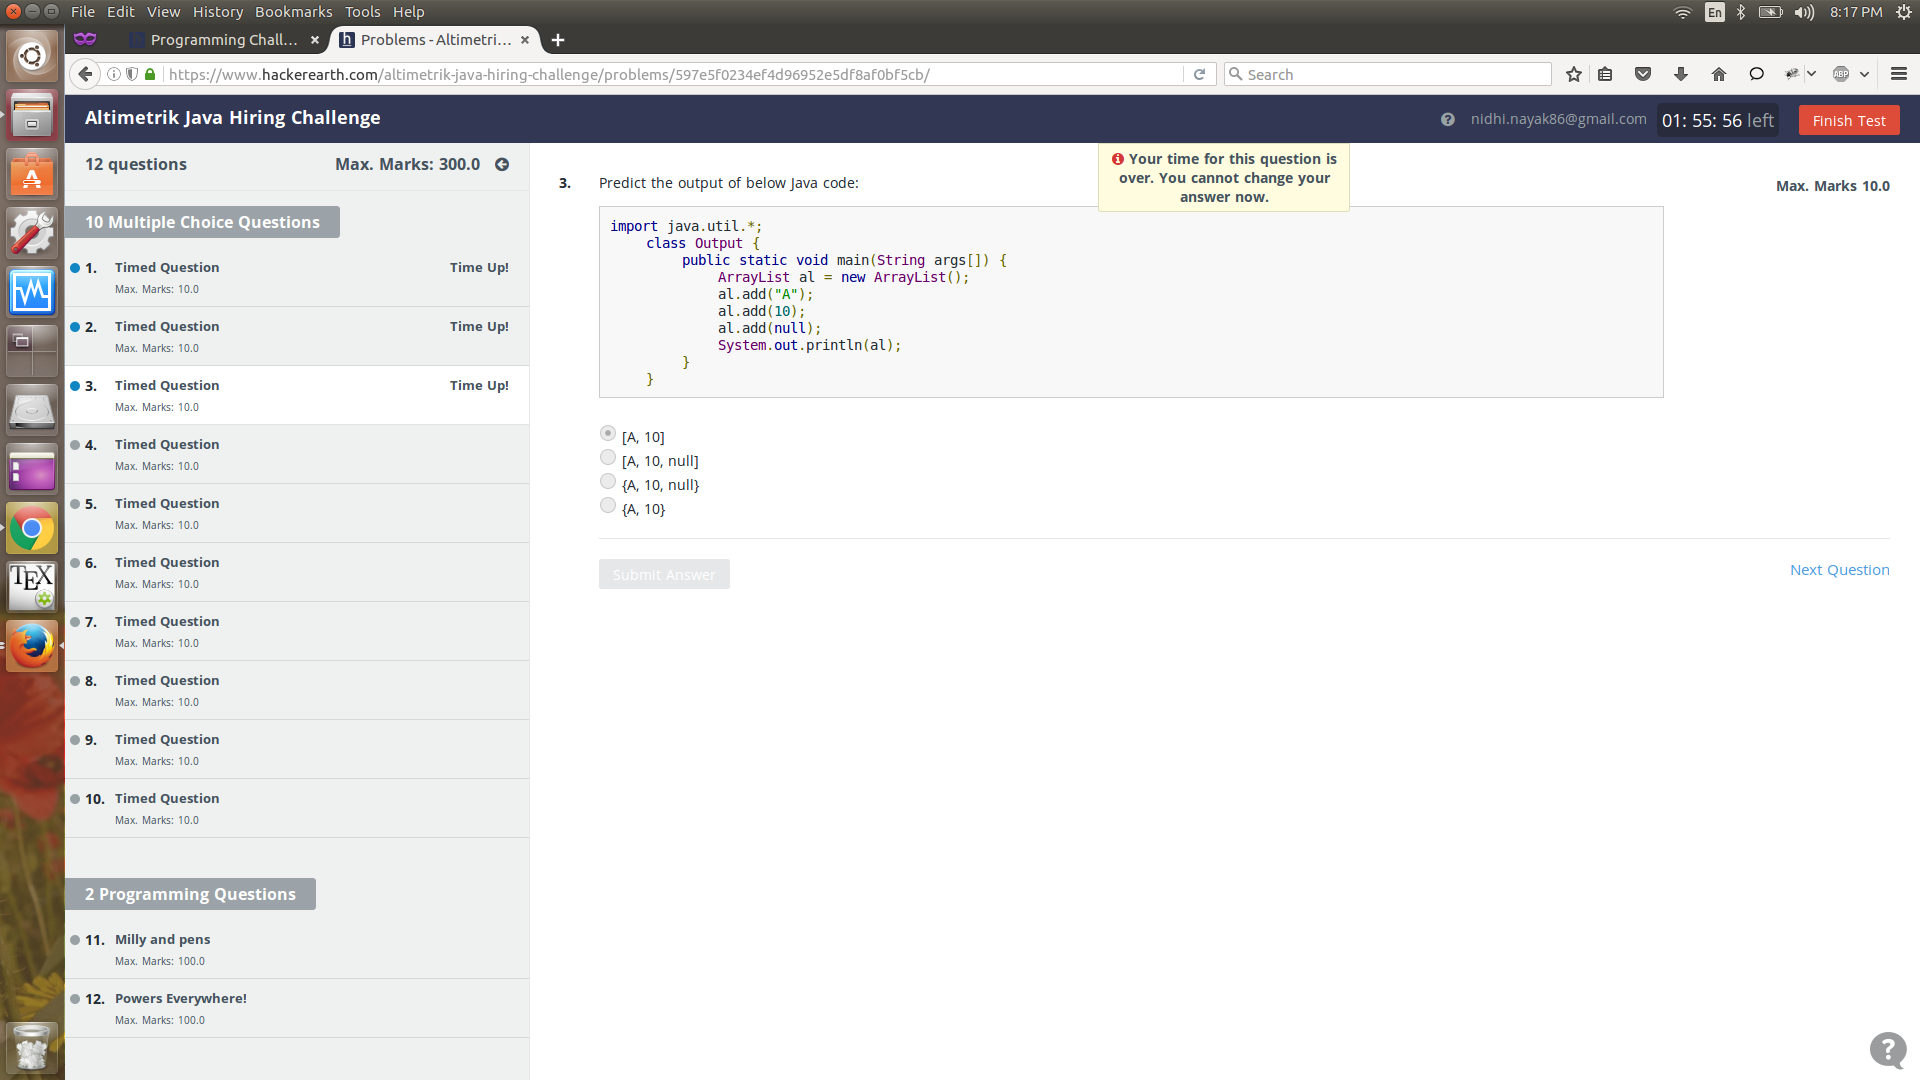 File Edit View History Bookmarks Tools Help
En
8:17 PM
Programming Chall... ×
h Problems - Altimetri... × +
https://www.hackerearth.com/altimetrik-java-hiring-challenge/problems/597e5f0234ef4d96952e5df8af0bf5cb/
Search
ABP
Altimetrik Java Hiring Challenge
nidhi.nayak86@gmail.com
01: 55: 56 left
Finish Test
12 questions
Max. Marks: 300.0
10 Multiple Choice Questions
1. Timed Question Time Up!
Max. Marks: 10.0
2. Timed Question Time Up!
Max. Marks: 10.0
3. Timed Question Time Up!
Max. Marks: 10.0
4. Timed Question
Max. Marks: 10.0
5. Timed Question
Max. Marks: 10.0
6. Timed Question
Max. Marks: 10.0
7. Timed Question
Max. Marks: 10.0
8. Timed Question
Max. Marks: 10.0
9. Timed Question
Max. Marks: 10.0
10. Timed Question
Max. Marks: 10.0
2 Programming Questions
11. Milly and pens
Max. Marks: 100.0
12. Powers Everywhere!
Max. Marks: 100.0
Your time for this question is
over. You cannot change your
answer now.
3. Predict the output of below Java code:
Max. Marks 10.0
import java.util.*;
class Output {
public static void main(String args[]) {
ArrayList al = new ArrayList();
al.add("A");
al.add(10);
al.add(null);
System.out.println(al);
}
}
[A, 10]
[A, 10, null]
{A, 10, null}
{A, 10}
Submit Answer
Next Question
?
TEX